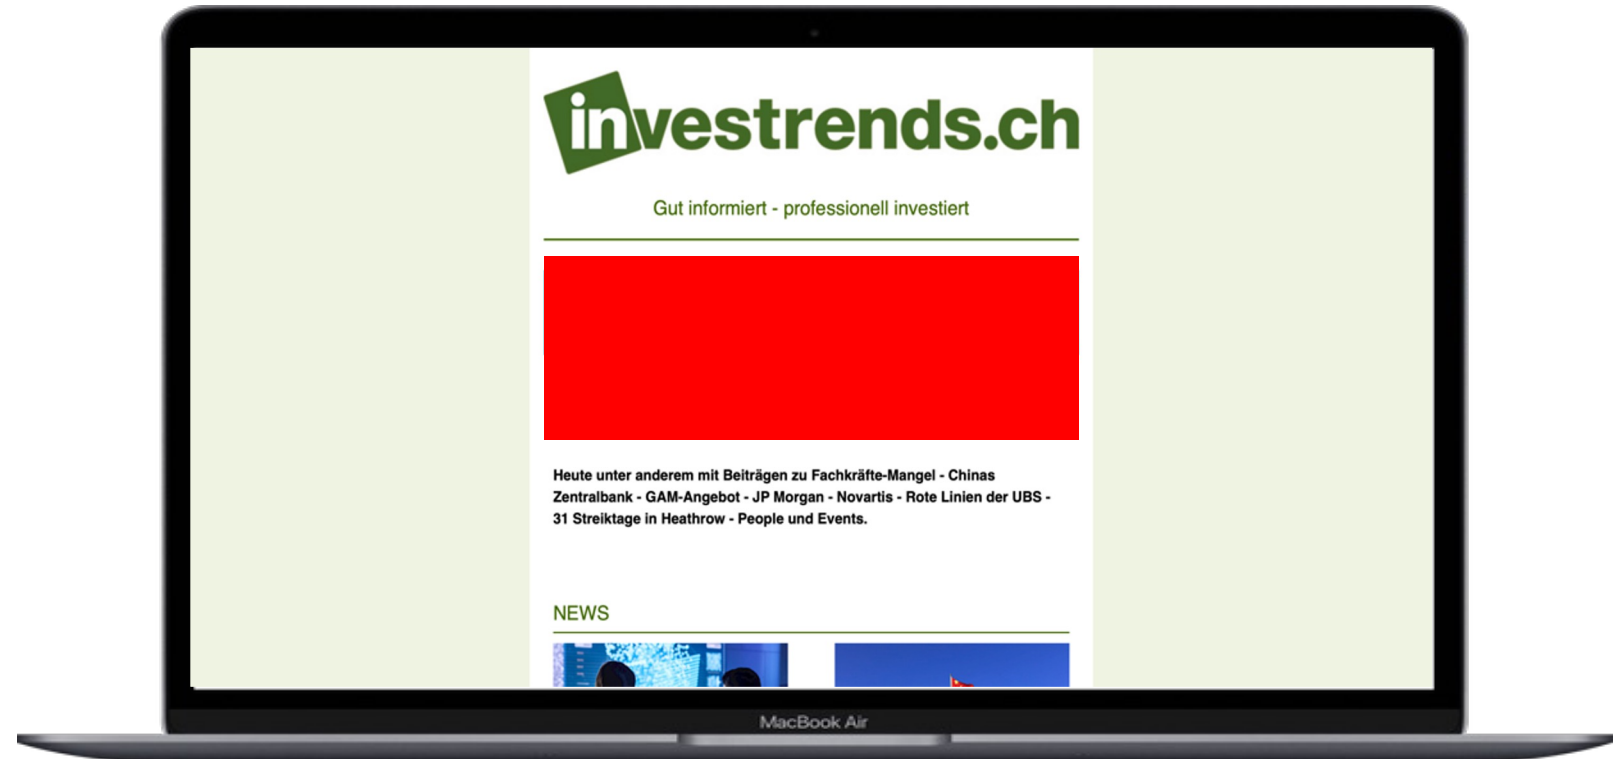 investrends.ch
Gut informiert - professionell investiert
Heute unter anderem mit Beiträgen zu Fachkräfte-Mangel - Chinas
Zentralbank - GAM-Angebot - JP Morgan - Novartis - Rote Linien der UBS -
31 Streiktage in Heathrow - People und Events.
NEWS
MacBook Air